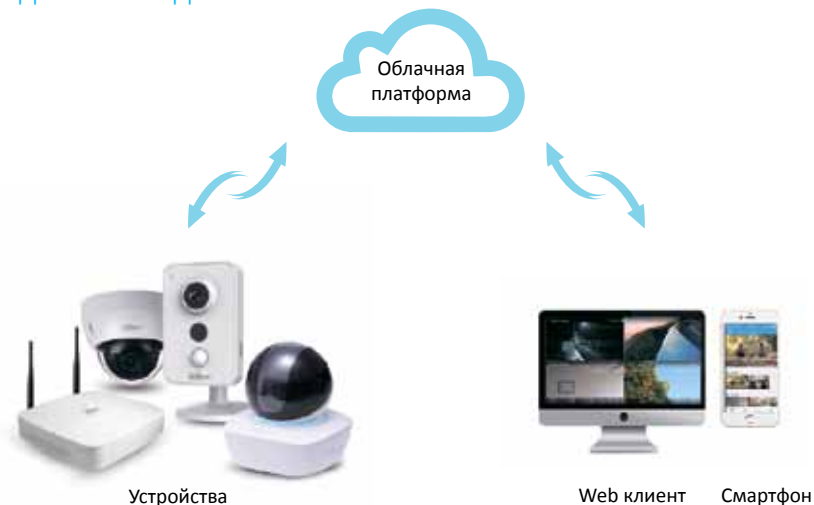 Облачная
платформа
Устройства
Web клиент
Смартфон